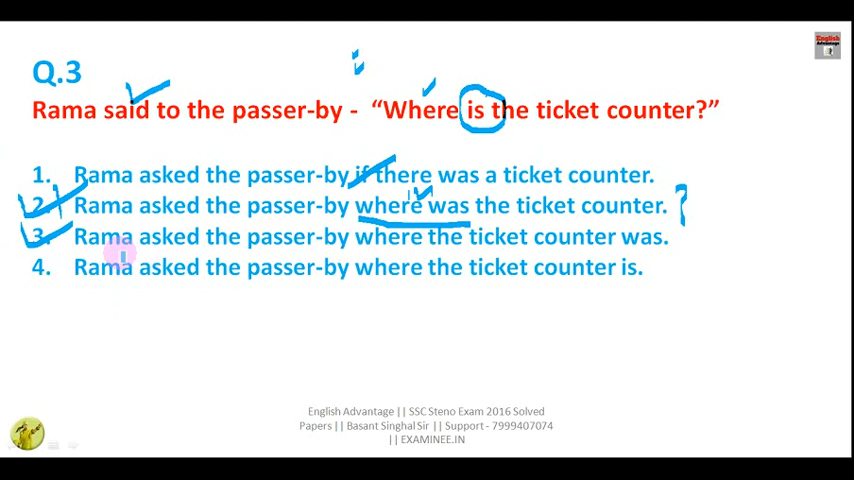 English
Advantage
Q.3
Rama said to the passer-by - “Where is the ticket counter?”
1. Rama asked the passer-by if there was a ticket counter.
2. Rama asked the passer-by where was the ticket counter. ?
3. Rama asked the passer-by where the ticket counter was.
4. Rama asked the passer-by where the ticket counter is.
English Advantage || SSC Steno Exam 2016 Solved
Papers || Basant Singhal Sir || Support - 7999407074
|| EXAMINEE.IN